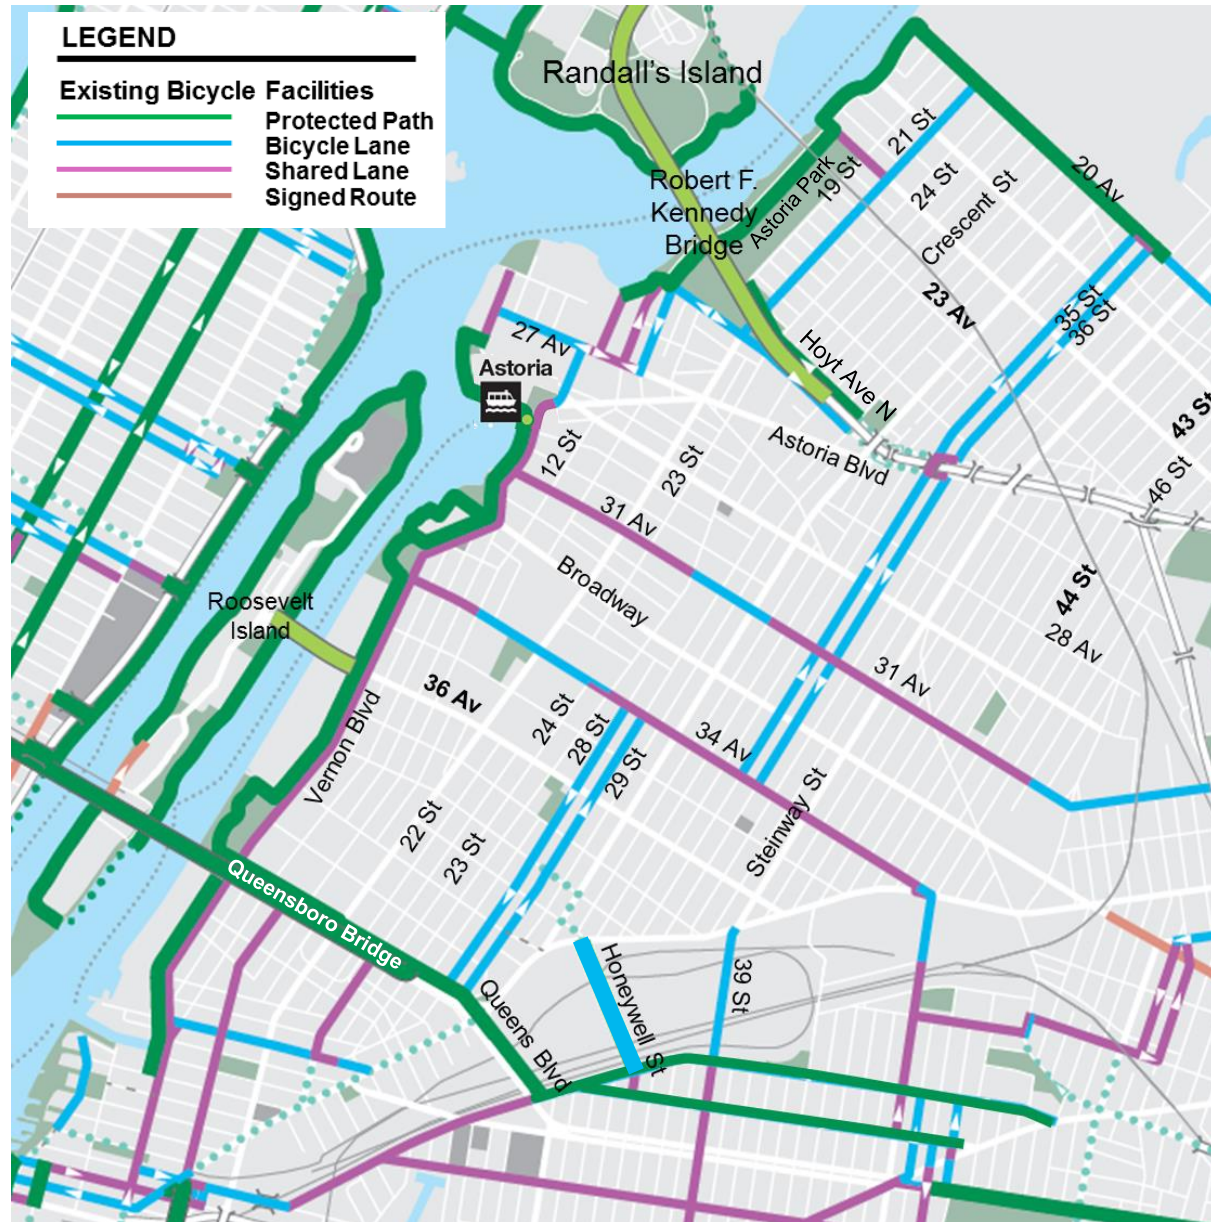 LEGEND
Existing Bicycle Facilities
Protected Path
Bicycle Lane
Shared Lane
Signed Route
Randall's Island
Robert F.
Kennedy
Bridge
Astoria Park
19 St
21 St
24 St
Crescent St
20 Av
23 Av
35 St
36 St
Hoyt Ave N
43 St
27 Av
Astoria
12 St
23 St
Astoria Blvd
46 St
31 Av
Broadway
44 St
28 Av
Roosevelt
Island
31 Av
36 Av
Vernon Blvd
24 St
28 St
29 St
34 Av
Steinway St
22 St
23 St
Queensboro Bridge
Honeywell St
39 St
Queens Blvd